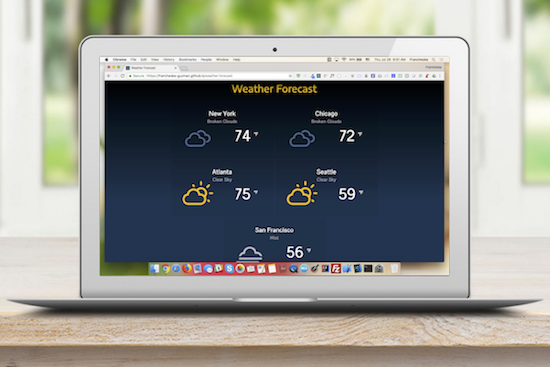 Chrome File Edit View History Bookmarks People Window Help
Weather Forecast
Weather Forecast
New York
Broken Clouds
74 °F
Chicago
Broken Clouds
72 °F
Atlanta
Clear Sky
75 °F
Seattle
Clear Sky
59 °F
San Francisco
Mist
56 °F